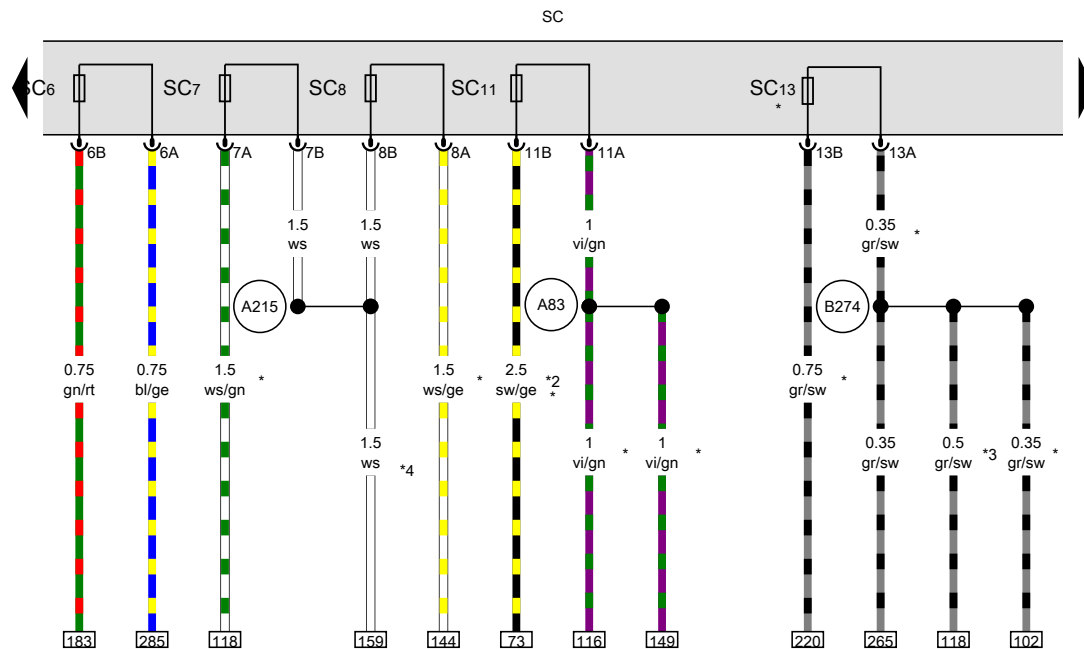 SC
SC6 SC7 SC8 SC11 SC13
*
6B 6A 7A 7B 8B 8A 11B 11A 13B 13A
1.5 1.5 1 0.35
ws ws vi/gn gr/sw *
A215 A83 B274
0.75 0.75 1.5 1.5 2.5 0.75
gn/rt bl/ge ws/gn * ws/ge * sw/ge *2 gr/sw *
*
1.5 1 1 0.35 0.5 0.35
ws *4 vi/gn * vi/gn * gr/sw gr/sw *3 gr/sw *
183 285 118 159 144 73 116 149 220 265 118 102